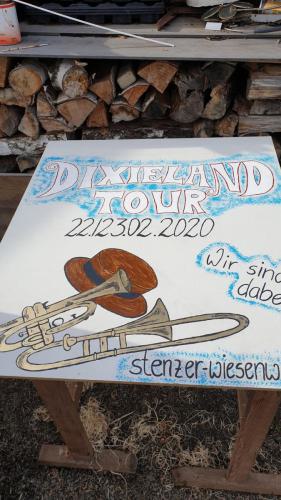 DIXIELAND
TOUR
22./23.02.2020
Wir sind
dabe
stenzer-wiesenw